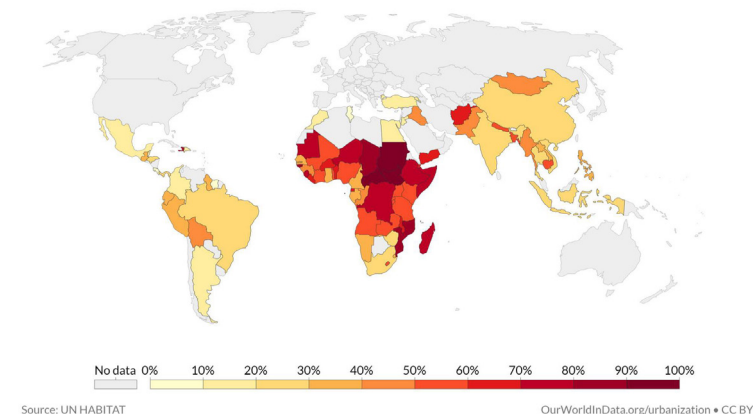 No data 0% 10% 20% 30% 40% 50% 60% 70% 80% 90% 100%
Source: UN HABITAT OurWorldInData.org/urbanization • CC BY